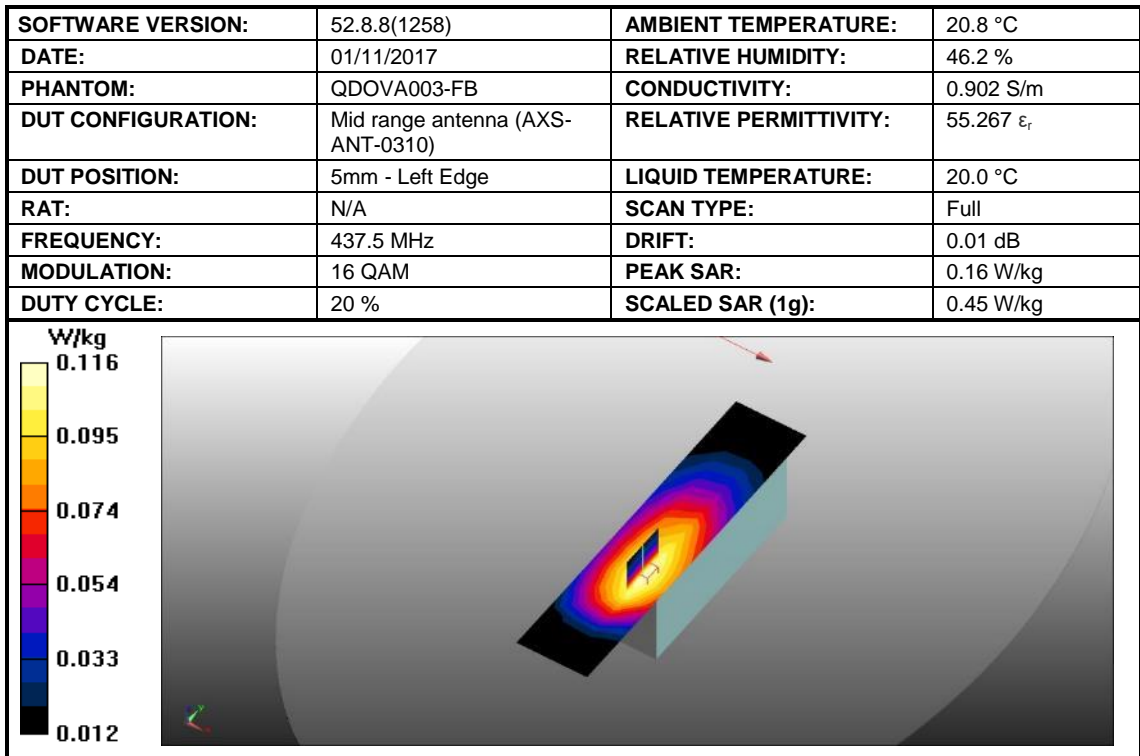 SOFTWARE VERSION: 52.8.8(1258) AMBIENT TEMPERATURE: 20.8 °C
DATE: 01/11/2017 RELATIVE HUMIDITY: 46.2 %
PHANTOM: QDOVA003-FB CONDUCTIVITY: 0.902 S/m
DUT CONFIGURATION: Mid range antenna (AXS-
ANT-0310) RELATIVE PERMITTIVITY: 55.267 εr
DUT POSITION: 5mm - Left Edge LIQUID TEMPERATURE: 20.0 °C
RAT: N/A SCAN TYPE: Full
FREQUENCY: 437.5 MHz DRIFT: 0.01 dB
MODULATION: 16 QAM PEAK SAR: 0.16 W/kg
DUTY CYCLE: 20 % SCALED SAR (1g): 0.45 W/kg
W/kg
0.116
0.095
0.074
0.054
0.033
0.012